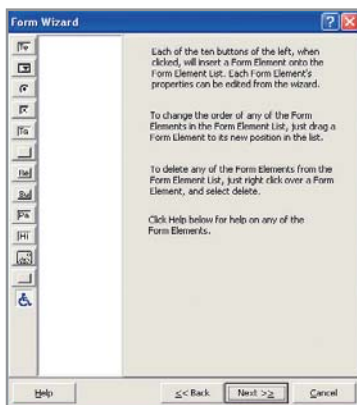 Form Wizard
Each of the ten buttons of the left, when
clicked, will insert a Form Element onto
the Form Element List. Each Form Element's
properties can be edited from the wizard.
To change the order of any of the Form
Elements in the Form Element List, just drag a
Form Element to its new position in the list.
To delete any of the Form Elements from the
Form Element List, just right click over a Form
Element, and select delete.
Click Help below for help on any of the
Form Elements.
Re
Su
Pa
Hi
Help
<< Back
Next >>
Cancel